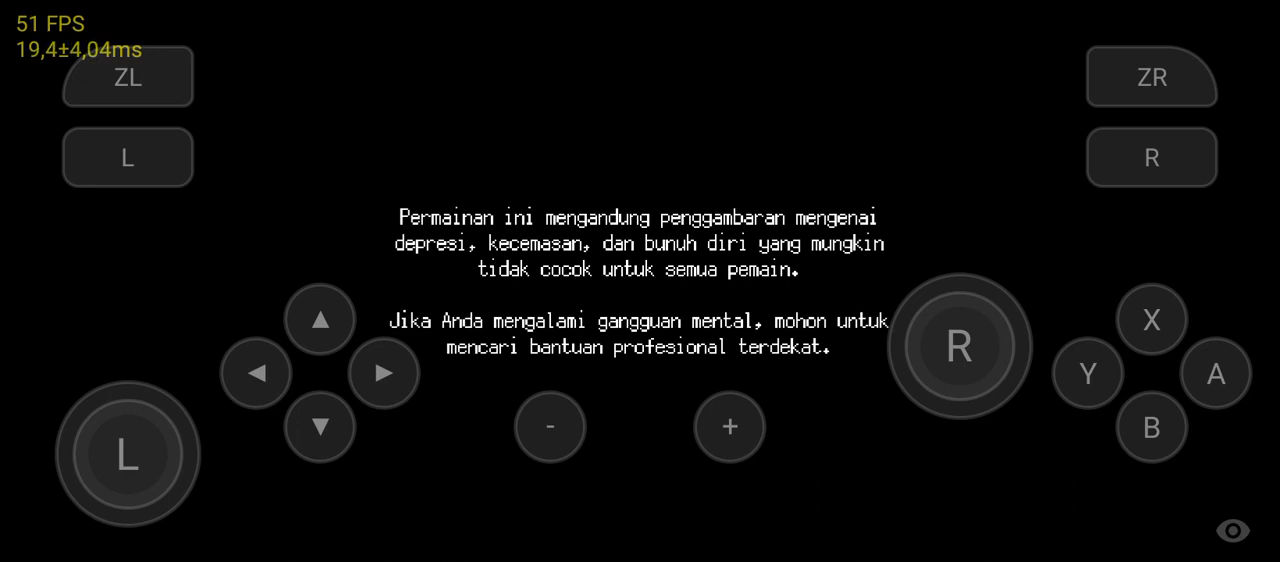 51 FPS
19,4±4,04ms
ZL
ZR
L
R
Permainan ini mengandung penggambaran mengenai
depresi, kecemasan, dan bunuh diri yang mungkin
tidak cocok untuk semua pemain.
Jika Anda mengalami gangguan mental, mohon untuk
mencari bantuan profesional terdekat.
▲
◀
▶
▼
L
-
+
R
X
Y
A
B